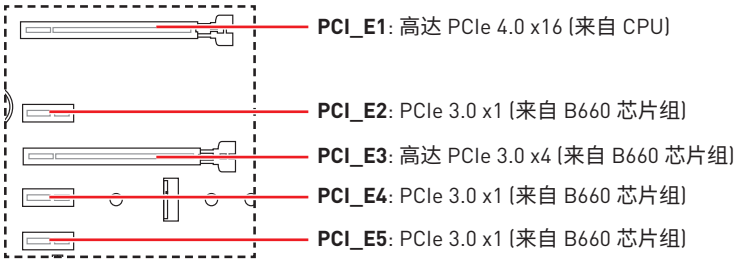 PCI_E1: 高达 PCIe 4.0 x16 (来自 CPU)
PCI_E2: PCIe 3.0 x1 (来自 B660 芯片组)
PCI_E3: 高达 PCIe 3.0 x4 (来自 B660 芯片组)
PCI_E4: PCIe 3.0 x1 (来自 B660 芯片组)
PCI_E5: PCIe 3.0 x1 (来自 B660 芯片组)